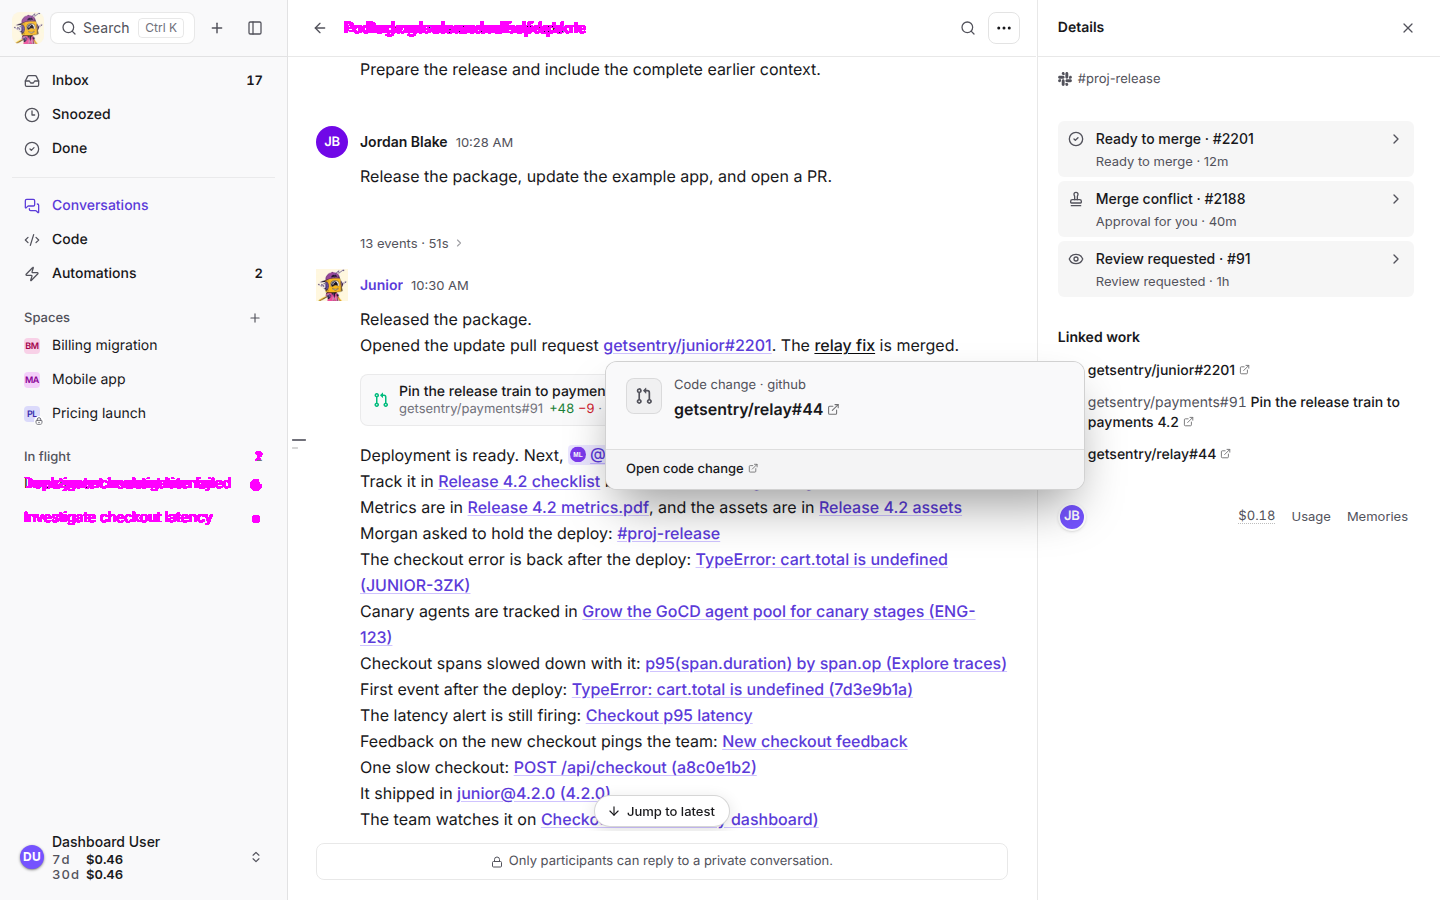 Search Ctrl K
Inbox 17
Snoozed
Done
Conversations
Code
Automations 2
Spaces
BM Billing migration
MA Mobile app
PL Pricing launch
In flight
Investigate checkout latency
DU Dashboard User
7d $0.46
30d $0.46
Prepare the release and include the complete earlier context.
JB Jordan Blake 10:28 AM
Release the package, update the example app, and open a PR.
13 events · 51s
Junior 10:30 AM
Released the package.
Opened the update pull request getsentry/junior#2201. The relay fix is merged.
Pin the release train to
getsentry/payments#91 +48 −9 ·
Code change · github
getsentry/relay#44
Open code change
Deployment is ready. Next, ML @
Track it in Release 4.2 checklist
Metrics are in Release 4.2 metrics.pdf, and the assets are in Release 4.2 assets
Morgan asked to hold the deploy: #proj-release
The checkout error is back after the deploy: TypeError: cart.total is undefined
(JUNIOR-3ZK)
Canary agents are tracked in Grow the GoCD agent pool for canary stages (ENG-
123)
Checkout spans slowed down with it: p95(span.duration) by span.op (Explore traces)
First event after the deploy: TypeError: cart.total is undefined (7d3e9b1a)
The latency alert is still firing: Checkout p95 latency
Feedback on the new checkout pings the team: New checkout feedback
One slow checkout: POST /api/checkout (a8c0e1b2)
It shipped in junior@4.2.0 (4.2.0)
The team watches it on dashboard)
Jump to latest
Only participants can reply to a private conversation.
Details
#proj-release
Ready to merge · #2201
Ready to merge · 12m
Merge conflict · #2188
Approval for you · 40m
Review requested · #91
Review requested · 1h
Linked work
getsentry/junior#2201
getsentry/payments#91 Pin the release train to
payments 4.2
getsentry/relay#44
JB $0.18 Usage Memories